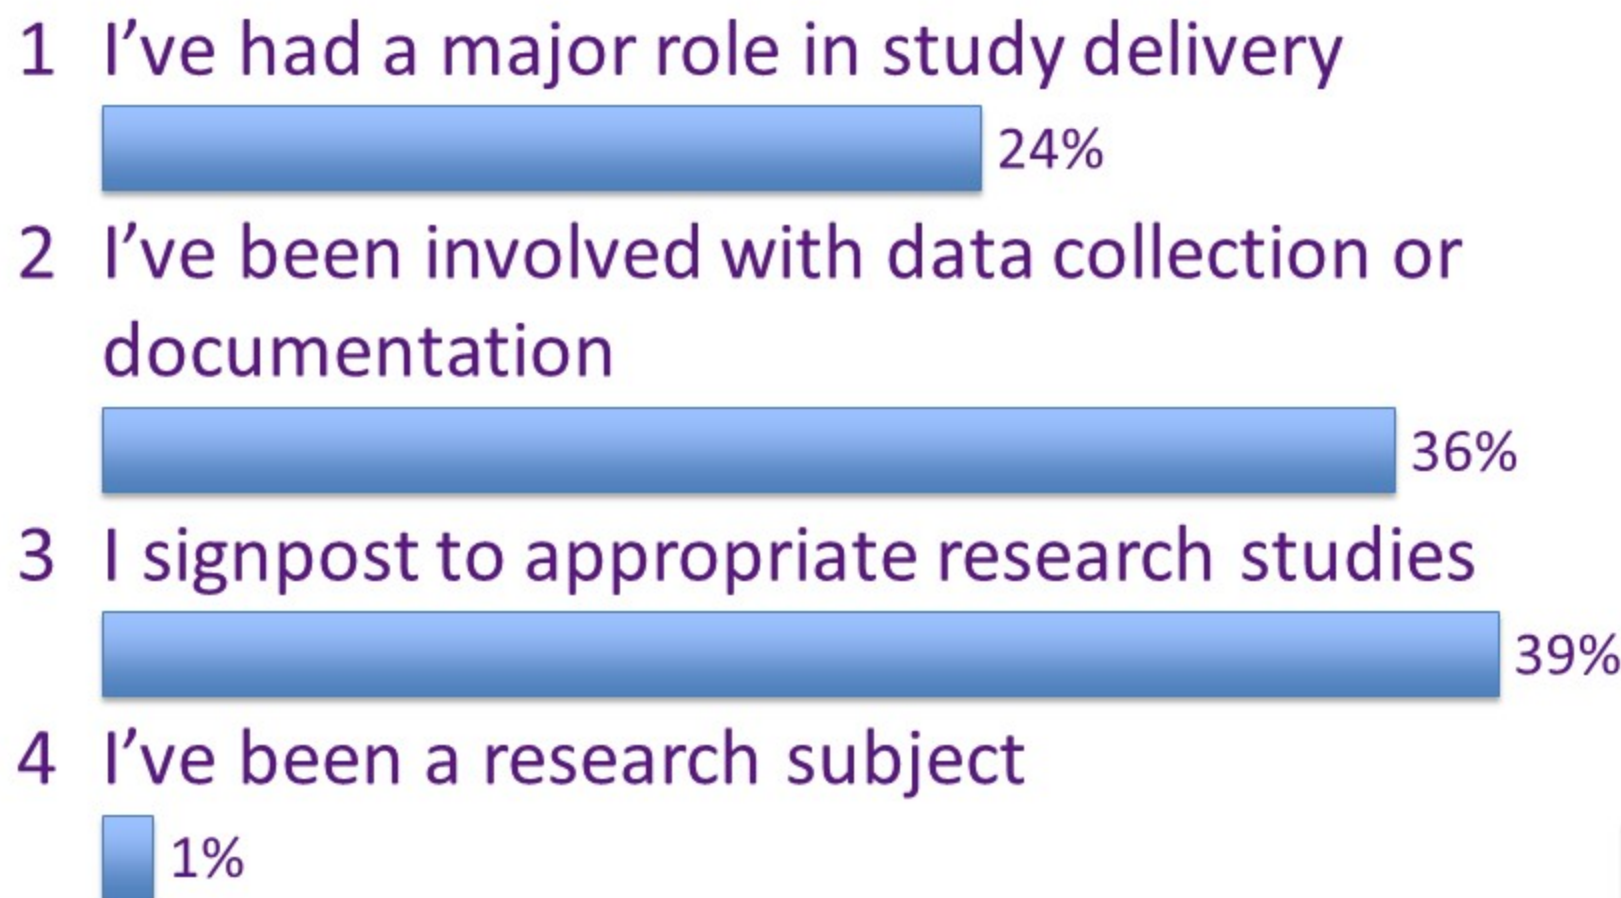 1 I’ve had a major role in study delivery
24%
2 I’ve been involved with data collection or
documentation
36%
3 I signpost to appropriate research studies
39%
4 I’ve been a research subject
1%